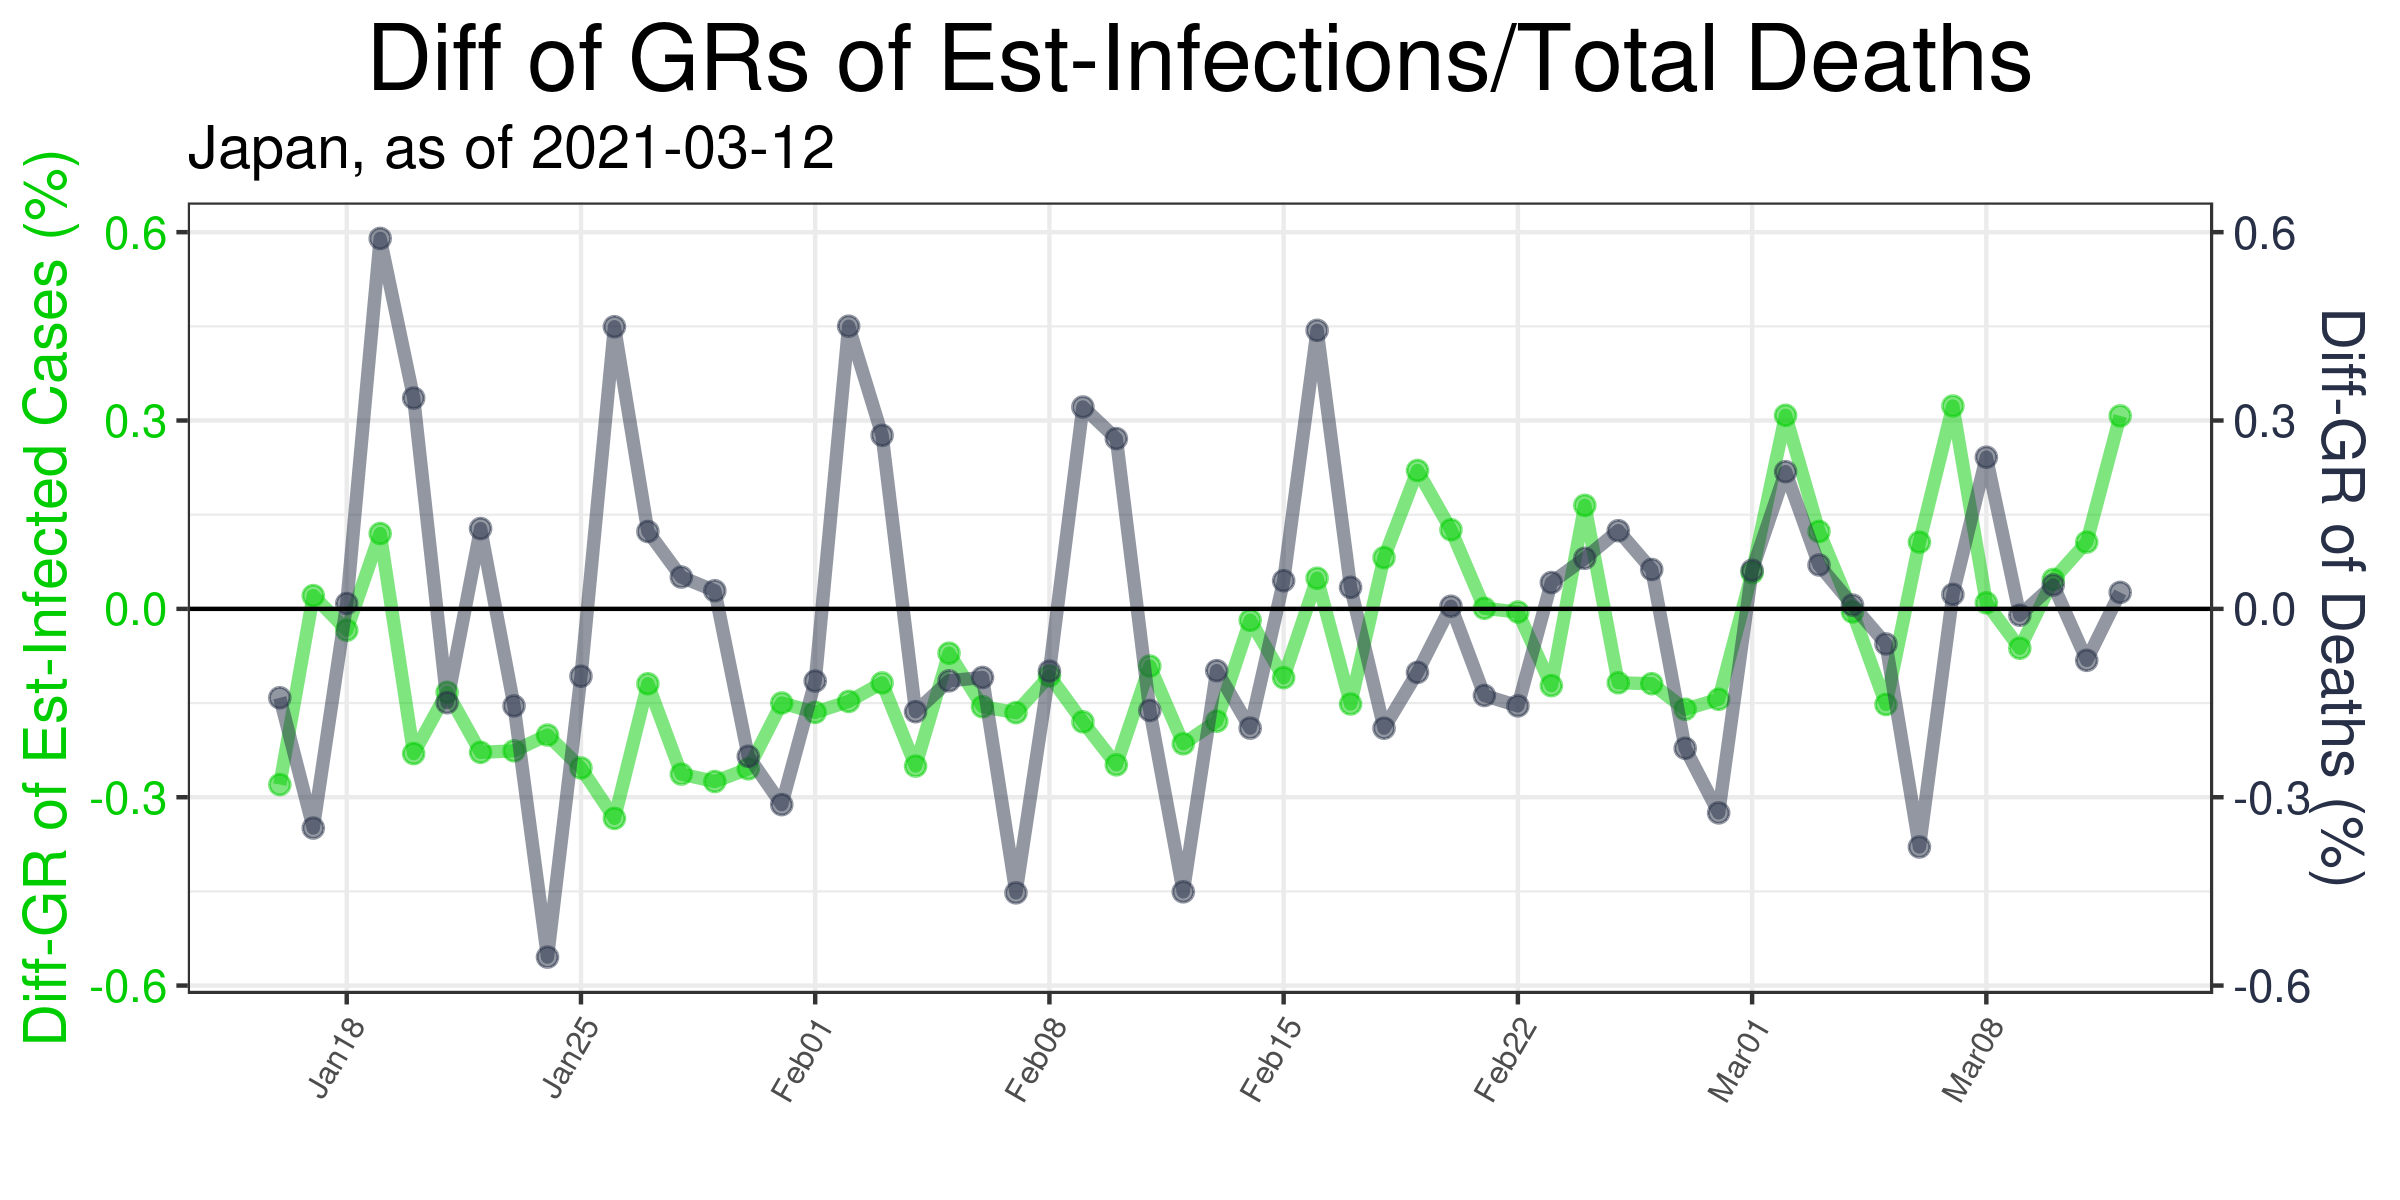 Diff of GRs of Est-Infections/Total Deaths
Japan, as of 2021-03-12
Diff-GR of Est-Infected Cases (%)
0.6
0.3
0.0
-0.3
-0.6
0.6
0.3
0.0
-0.3
-0.6
Diff-GR of Deaths (%)
Jan18
Jan25
Feb01
Feb08
Feb15
Feb22
Mar01
Mar08